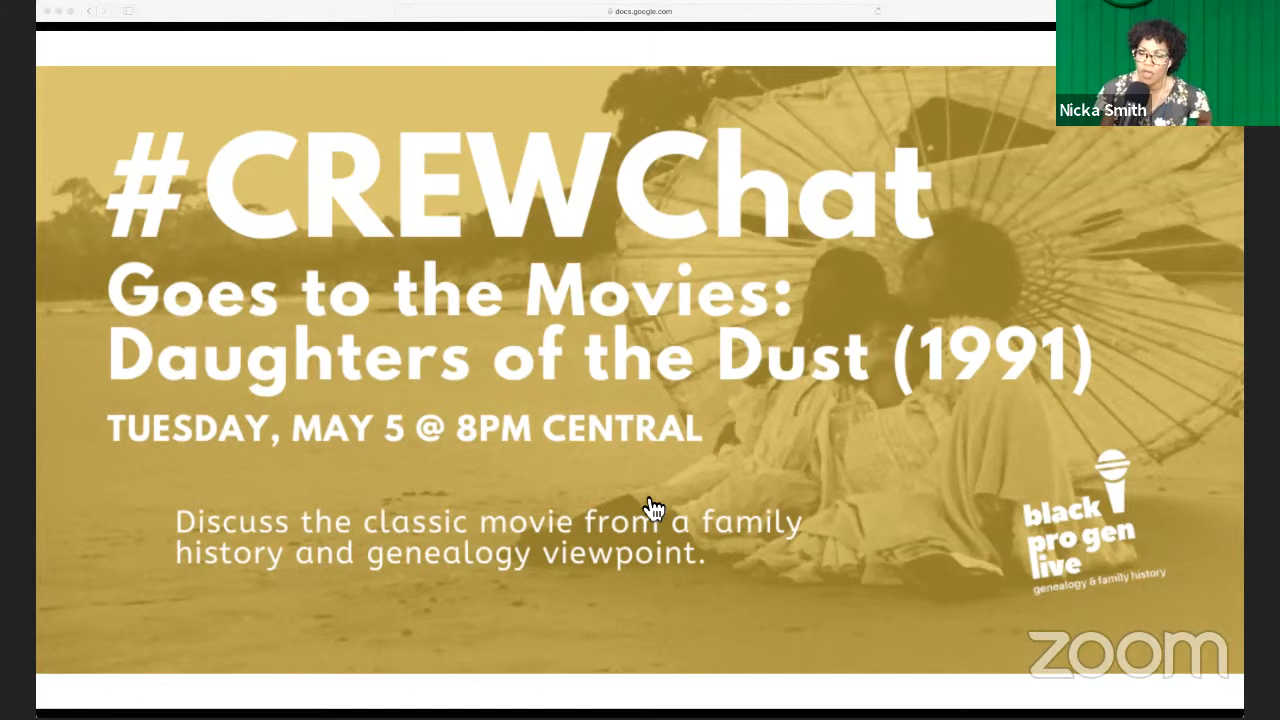 docs.google.com
Nicka Smith
#CREWChat
Goes to the Movies:
Daughters of the Dust (1991)
TUESDAY, MAY 5 @ 8PM CENTRAL
Discuss the classic movie from a family
history and genealogy viewpoint.
black
pro gen
live
genealogy & family history
zoom